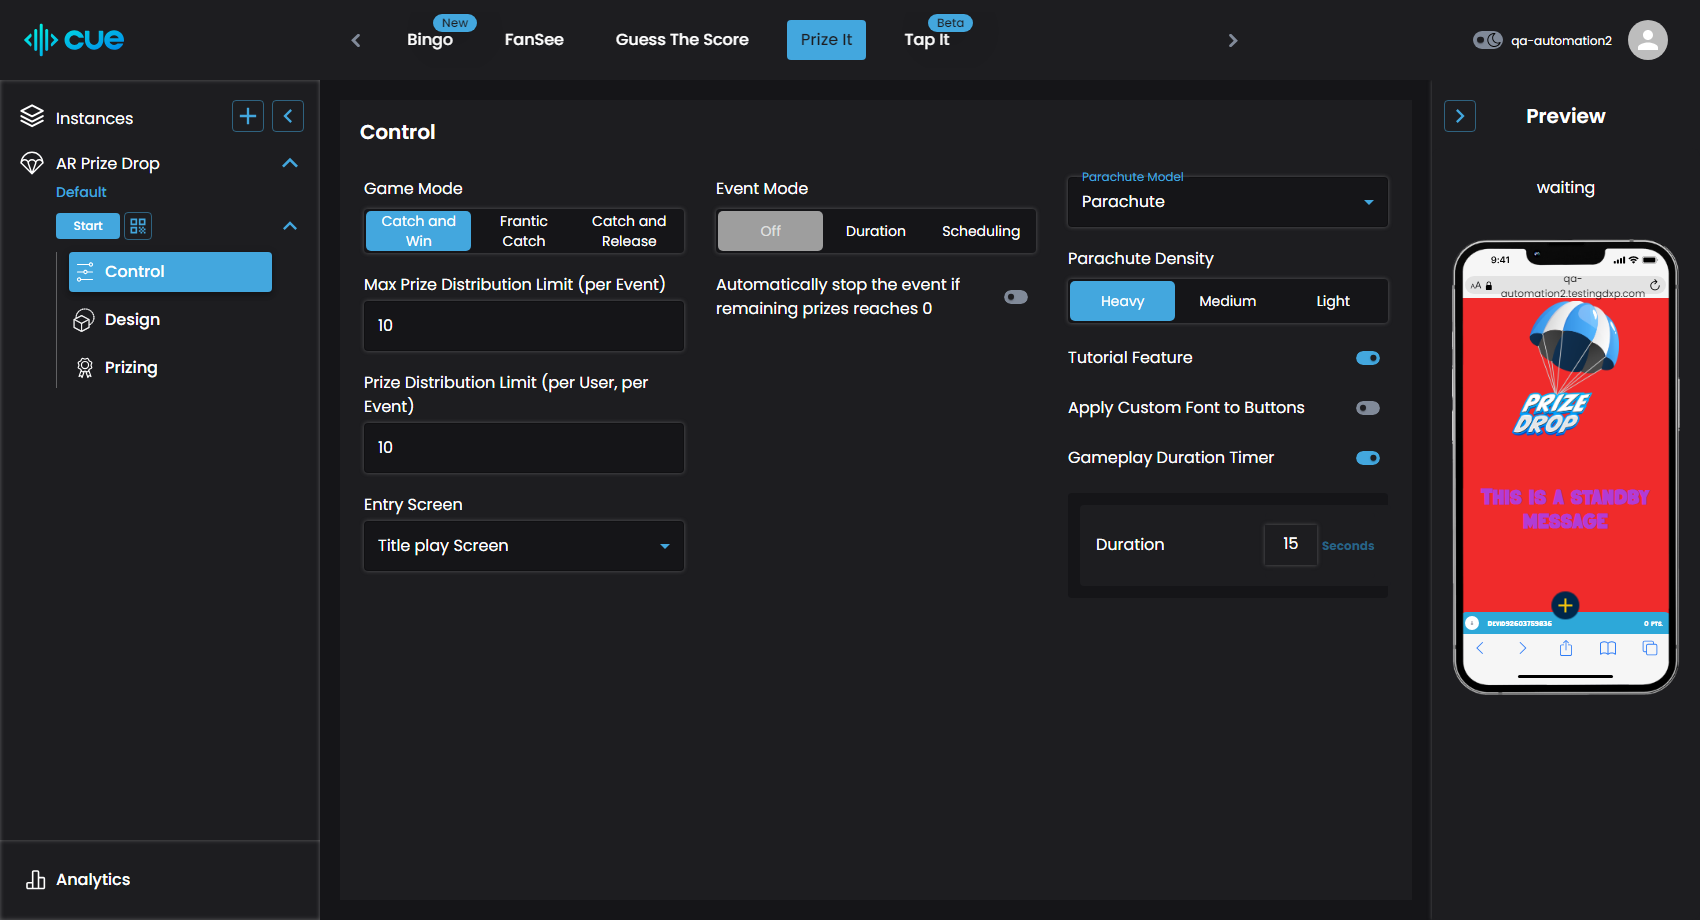 cue
New
Bingo
FanSee
Guess The Score
Prize It
Beta
Tap It
qa-automation2
Instances
AR Prize Drop
Default
Start
Control
Design
Prizing
Analytics
Control
Game Mode
Catch and
Win
Frantic
Catch
Catch and
Release
Max Prize Distribution Limit (per Event)
10
Prize Distribution Limit (per User, per
Event)
10
Entry Screen
Title play Screen
Event Mode
Off
Duration
Scheduling
Automatically stop the event if
remaining prizes reaches 0
Parachute Model
Parachute
Parachute Density
Heavy
Medium
Light
Tutorial Feature
Apply Custom Font to Buttons
Gameplay Duration Timer
Duration
15
Seconds
Preview
waiting
9:41
AA
qa-
automation2.testingdxp.com
PRIZE
DROP
THIS IS A STANDBY
MESSAGE
DEVID92603759836
0 PTS.